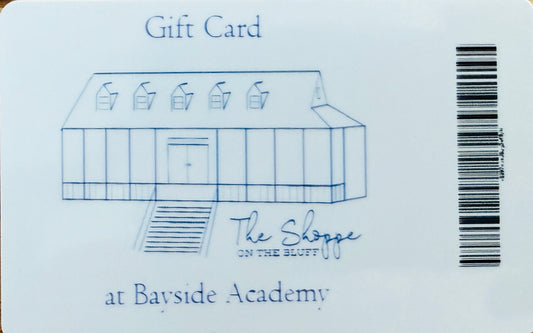 Gift Card
The Shoppe
ON THE BLUFF
at Bayside Academy